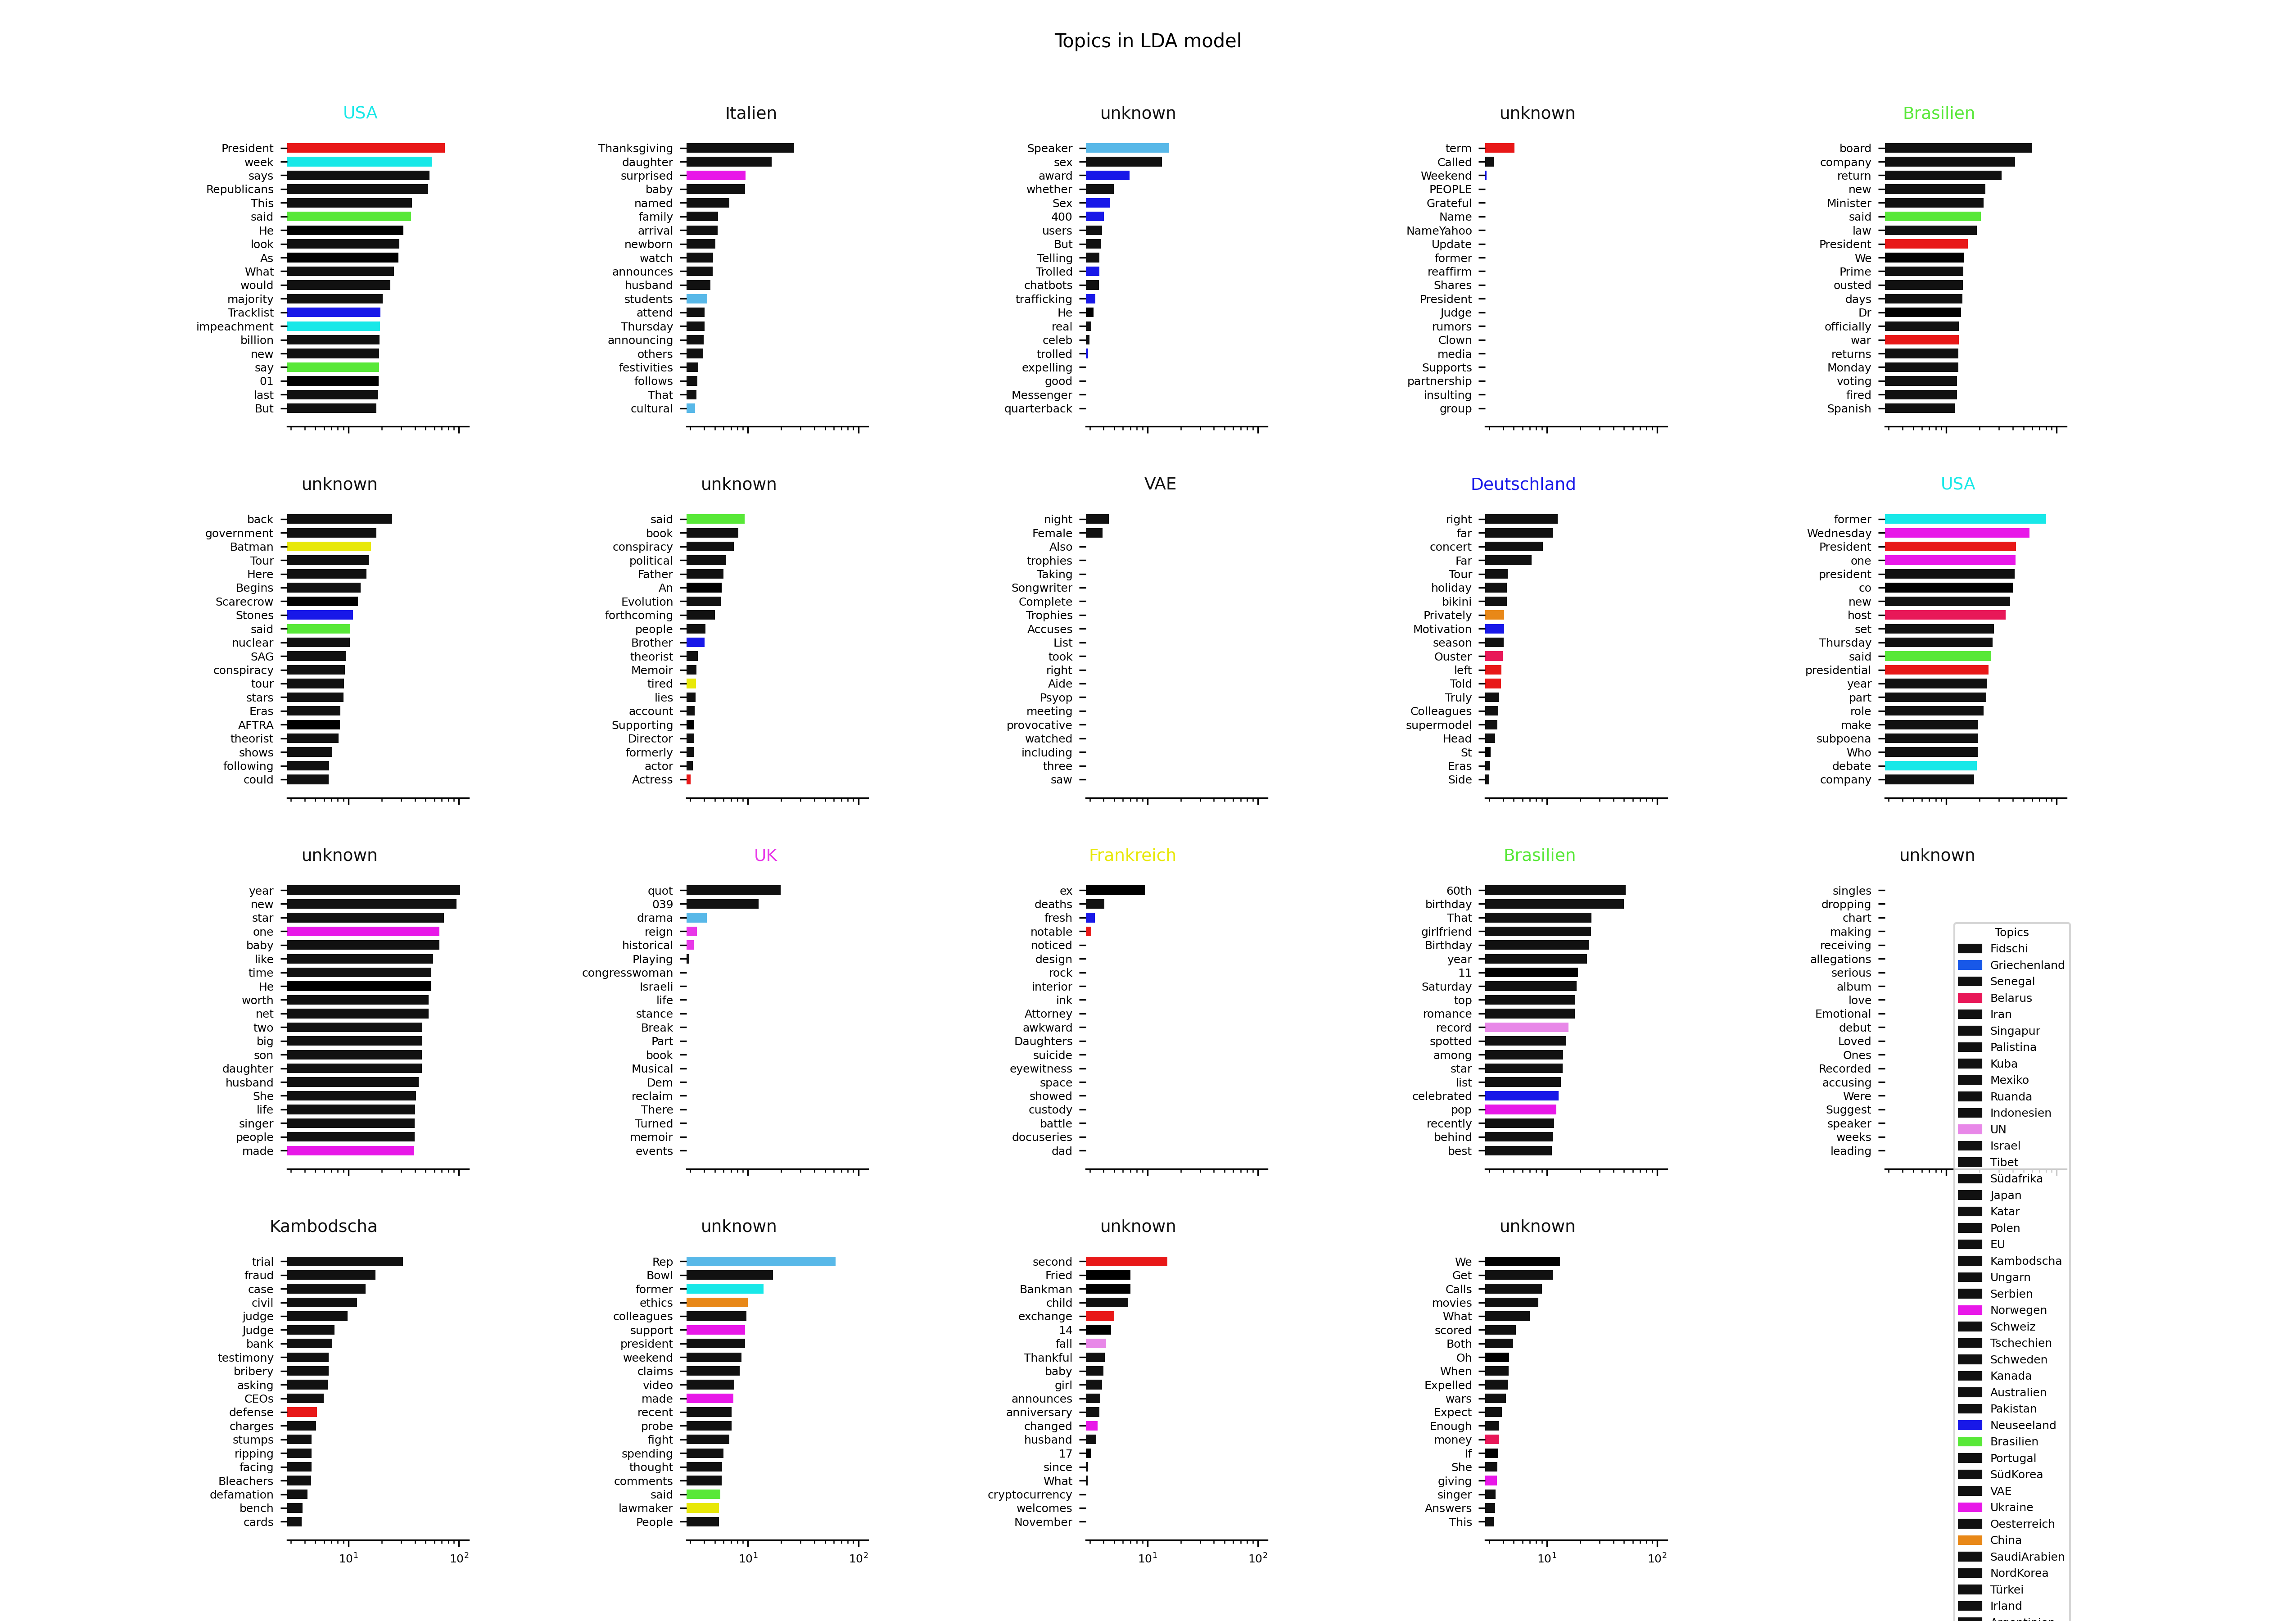 Topics in LDA model
USA
President
week
says
Republicans
This
said
He
look
As
What
would
majority
Tracklist
impeachment
billion
new
say
01
last
But
Italien
Thanksgiving
daughter
surprised
baby
named
family
arrival
newborn
watch
announces
husband
students
attend
Thursday
announcing
others
festivities
follows
That
cultural
unknown
Speaker
sex
award
whether
Sex
400
users
But
Telling
Trolled
chatbots
trafficking
He
real
celeb
trolled
expelling
good
Messenger
quarterback
unknown
term
Called
Weekend
PEOPLE
Grateful
Name
NameYahoo
Update
former
reaffirm
Shares
President
Judge
rumors
Clown
media
Supports
partnership
insulting
group
Brasilien
board
company
return
new
Minister
said
law
President
We
Prime
ousted
days
Dr
officially
war
returns
Monday
voting
fired
Spanish
unknown
back
government
Batman
Tour
Here
Begins
Scarecrow
Stones
said
nuclear
SAG
conspiracy
tour
stars
Eras
AFTRA
theorist
shows
following
could
unknown
said
book
conspiracy
political
Father
An
Evolution
forthcoming
people
Brother
theorist
Memoir
tired
lies
account
Supporting
Director
formerly
actor
Actress
VAE
night
Female
Also
trophies
Taking
Songwriter
Complete
Trophies
Accuses
List
took
right
Aide
Psyop
meeting
provocative
watched
including
three
saw
Deutschland
right
far
concert
Far
Tour
holiday
bikini
Privately
Motivation
season
Ouster
left
Told
Truly
Colleagues
supermodel
Head
St
Eras
Side
USA
former
Wednesday
President
one
president
co
new
host
set
Thursday
said
presidential
year
part
role
make
subpoena
Who
debate
company
unknown
year
new
star
one
baby
like
time
He
worth
net
two
big
son
daughter
husband
She
life
singer
people
made
UK
quot
039
drama
reign
historical
Playing
congresswoman
Israeli
life
stance
Break
Part
book
Musical
Dem
reclaim
There
Turned
memoir
events
Frankreich
ex
deaths
fresh
notable
noticed
design
rock
interior
ink
Attorney
awkward
Daughters
suicide
eyewitness
space
showed
custody
battle
docuseries
dad
Brasilien
60th
birthday
That
girlfriend
Birthday
year
11
Saturday
top
romance
record
spotted
among
star
list
celebrated
pop
recently
behind
best
unknown
singles
dropping
chart
making
receiving
allegations
serious
album
love
Emotional
debut
Loved
Ones
Recorded
accusing
Were
Suggest
speaker
weeks
leading
Kambodscha
trial
fraud
case
civil
judge
Judge
bank
testimony
bribery
asking
CEOs
defense
charges
stumps
ripping
facing
Bleachers
defamation
bench
cards
10¹ 10²
unknown
Rep
Bowl
former
ethics
colleagues
support
president
weekend
claims
video
made
recent
probe
fight
spending
thought
comments
said
lawmaker
People
10¹ 10²
unknown
second
Fried
Bankman
child
exchange
14
fall
Thankful
baby
girl
announces
anniversary
changed
husband
17
since
What
cryptocurrency
welcomes
November
10¹ 10²
unknown
We
Get
Calls
movies
What
scored
Both
Oh
When
Expelled
wars
Expect
Enough
money
If
She
giving
singer
Answers
This
10¹ 10²
Topics
Fidschi
Griechenland
Senegal
Belarus
Iran
Singapur
Palistina
Kuba
Mexiko
Ruanda
Indonesien
UN
Israel
Tibet
Südafrika
Japan
Katar
Polen
EU
Kambodscha
Ungarn
Serbien
Norwegen
Schweiz
Tschechien
Schweden
Kanada
Australien
Pakistan
Neuseeland
Brasilien
Portugal
SüdKorea
VAE
Ukraine
Oesterreich
China
SaudiArabien
NordKorea
Türkei
Irland